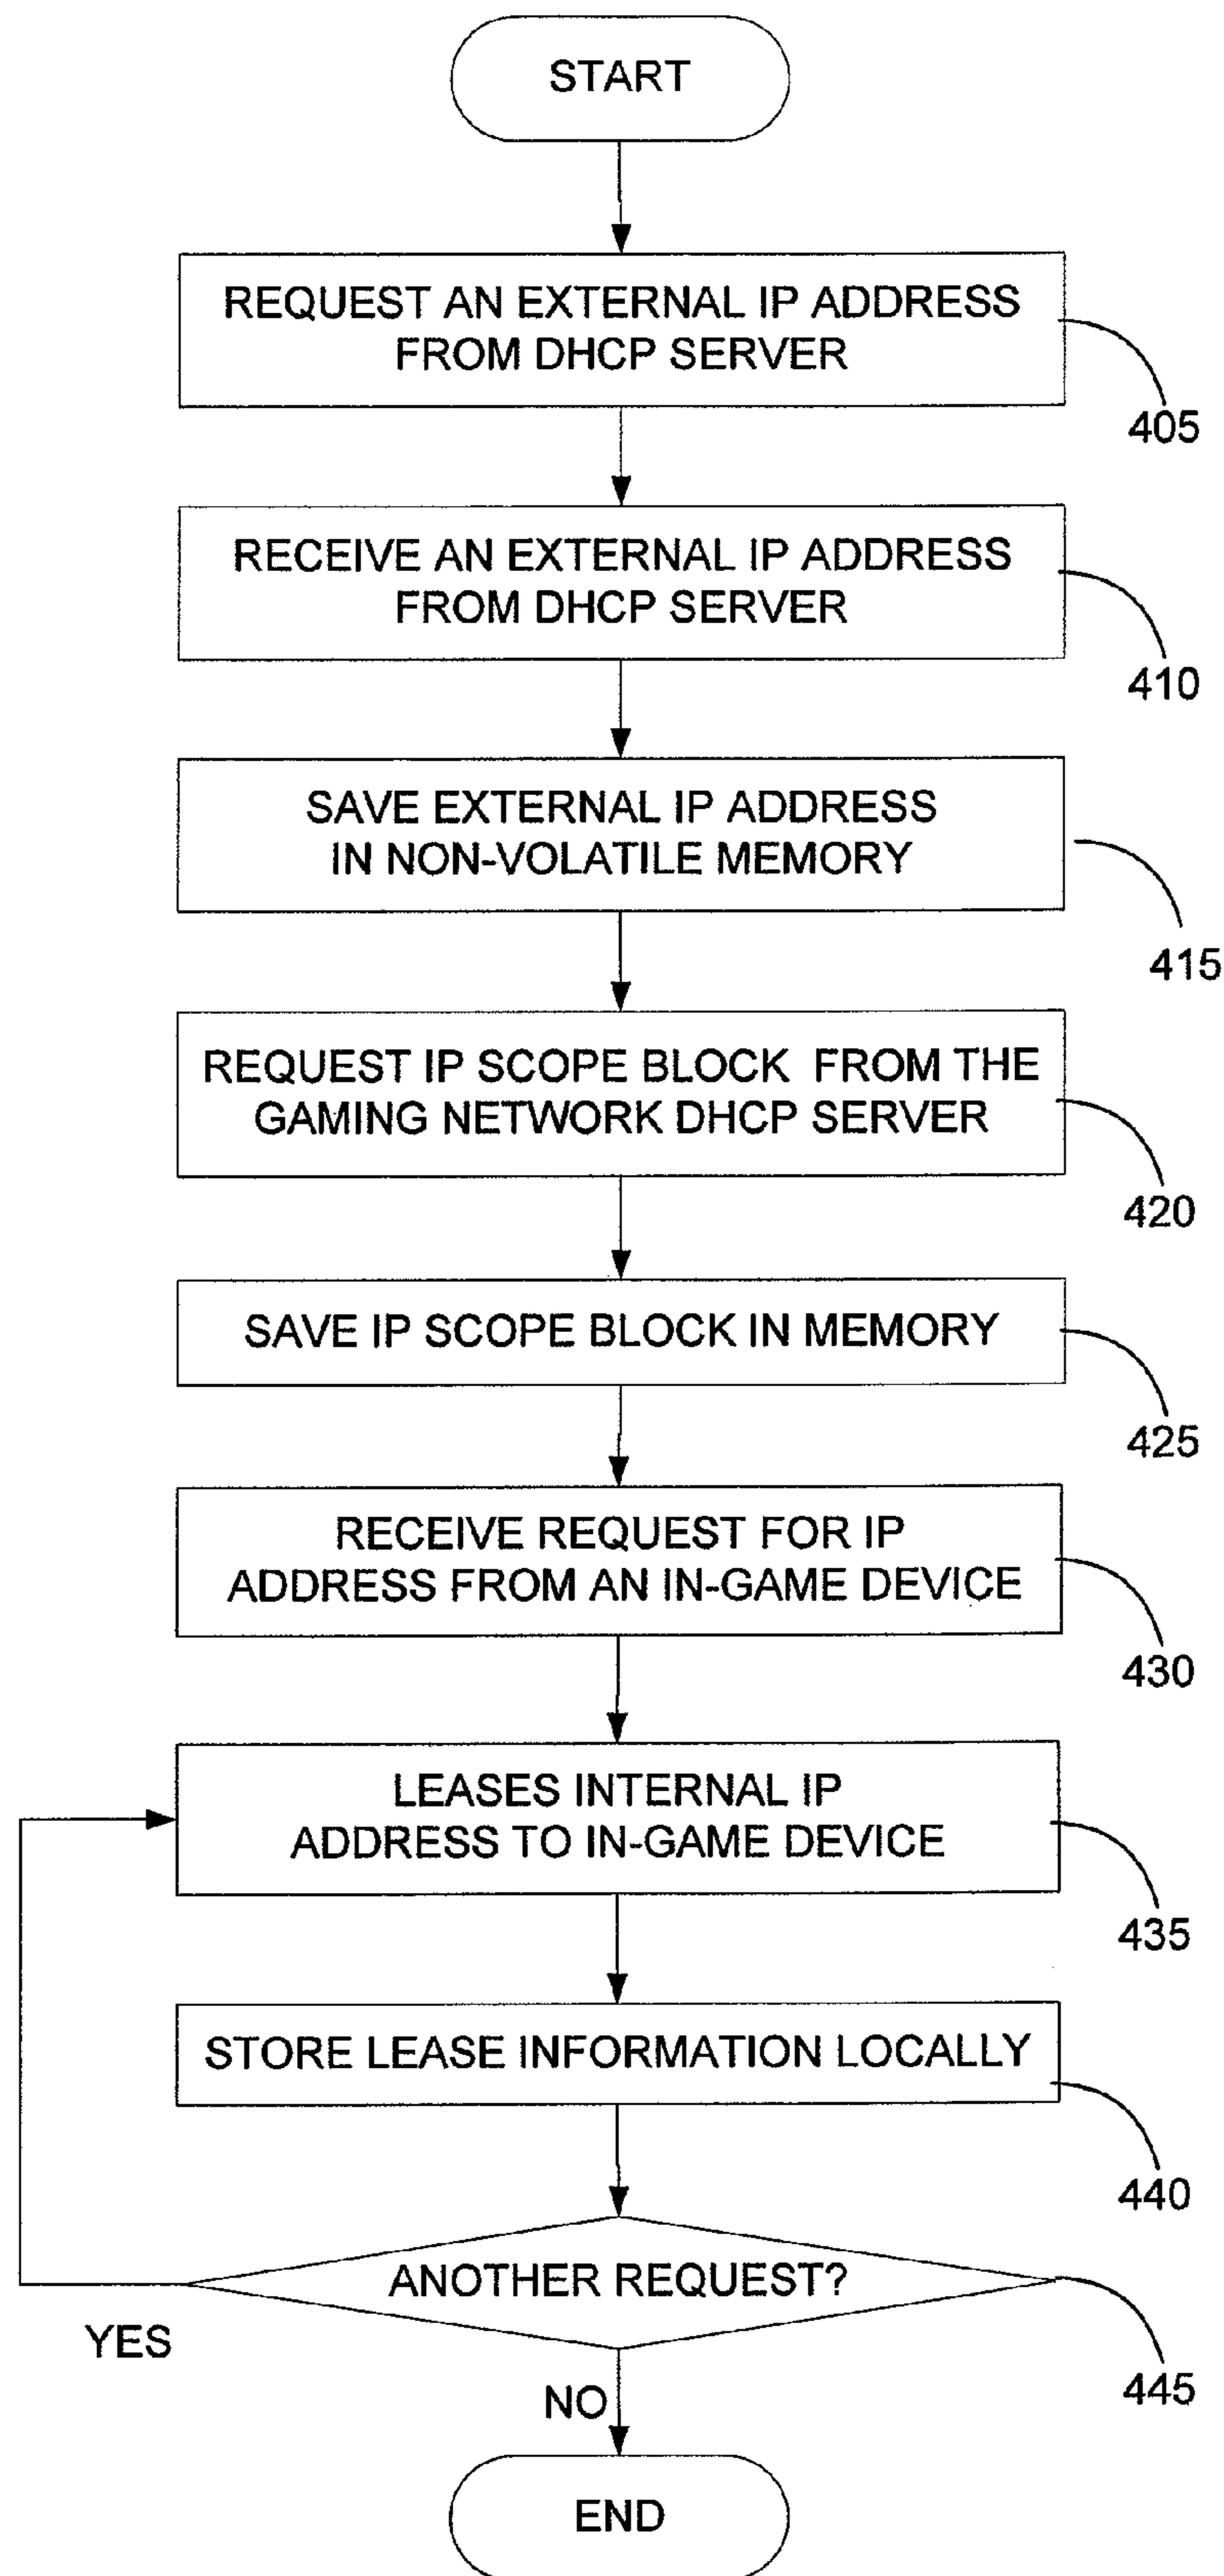 START
REQUEST AN EXTERNAL IP ADDRESS
FROM DHCP SERVER
405
RECEIVE AN EXTERNAL IP ADDRESS
FROM DHCP SERVER
410
SAVE EXTERNAL IP ADDRESS
IN NON-VOLATILE MEMORY
415
REQUEST IP SCOPE BLOCK FROM THE
GAMING NETWORK DHCP SERVER
420
SAVE IP SCOPE BLOCK IN MEMORY
425
RECEIVE REQUEST FOR IP
ADDRESS FROM AN IN-GAME DEVICE
430
LEASES INTERNAL IP
ADDRESS TO IN-GAME DEVICE
435
STORE LEASE INFORMATION LOCALLY
440
ANOTHER REQUEST?
YES
445
NO
END